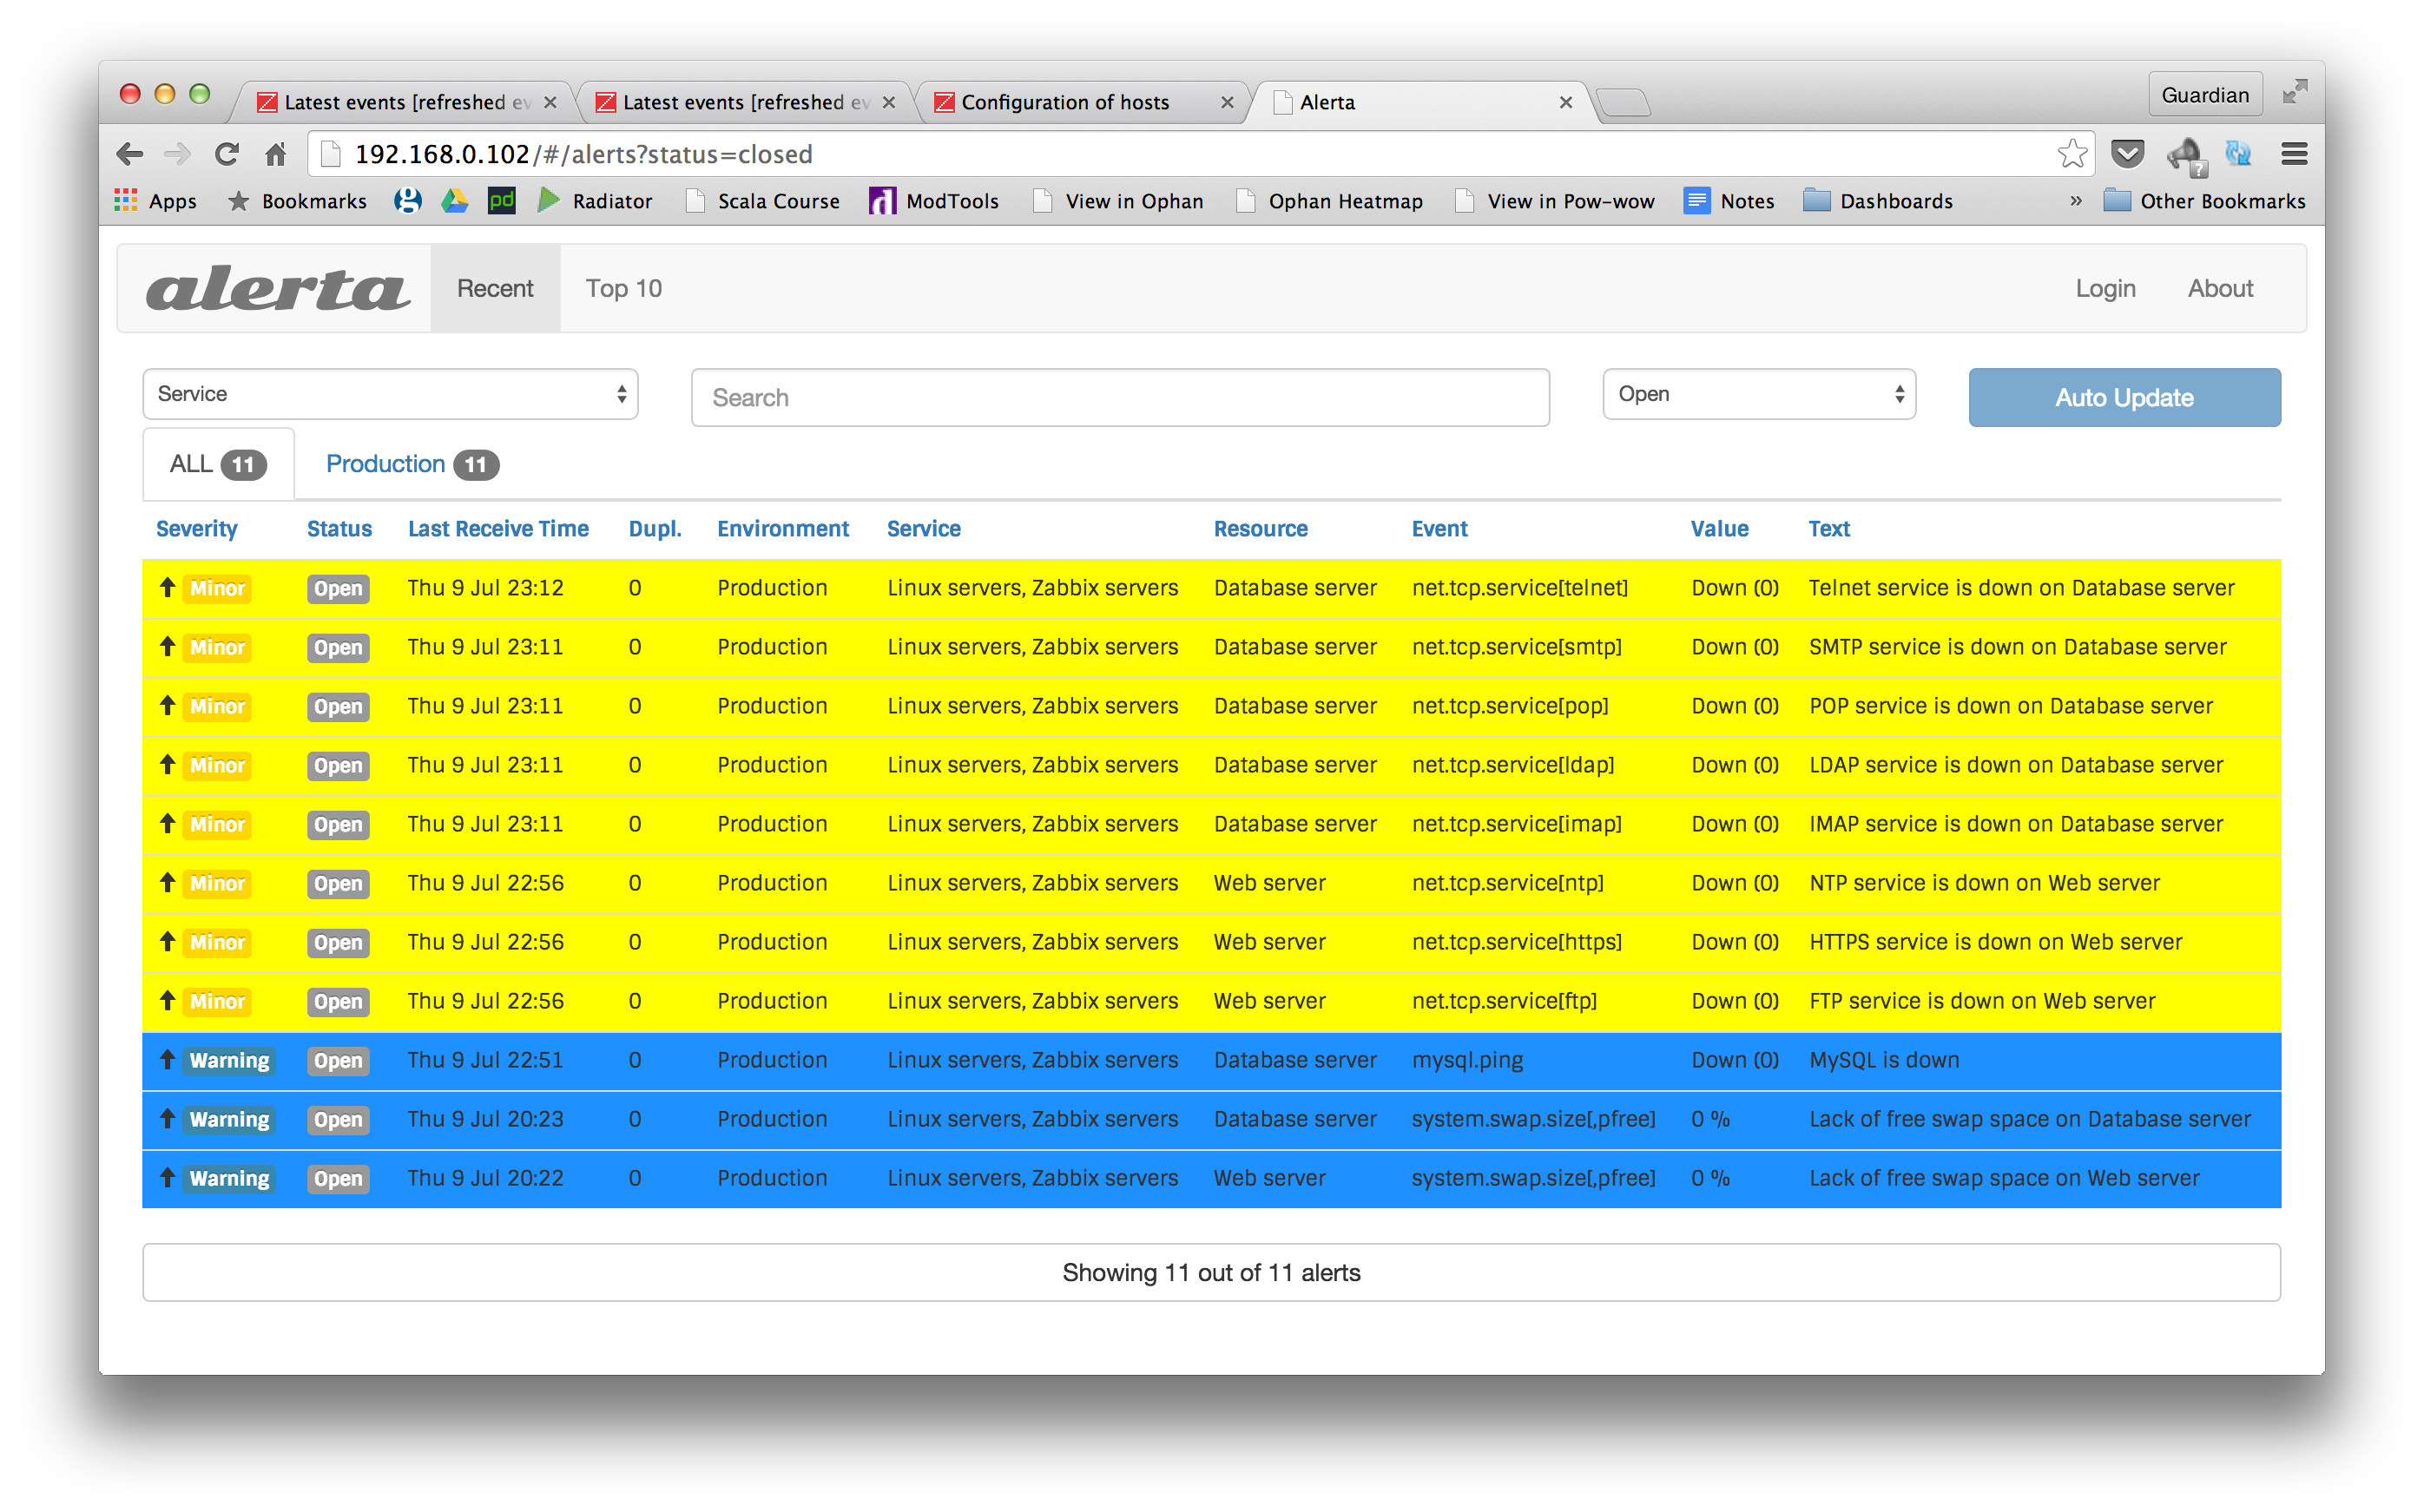 Latest events [refreshed ev Latest events [refreshed ev Configuration of hosts Alerta Guardian
192.168.0.102/#/alerts?status=closed
Apps Bookmarks g pd Radiator Scala Course ModTools View in Ophan Ophan Heatmap View in Pow-wow Notes Dashboards » Other Bookmarks
alerta Recent Top 10 Login About
Service Search Open Auto Update
ALL 11 Production 11
Severity Status Last Receive Time Dupl. Environment Service Resource Event Value Text
Minor Open Thu 9 Jul 23:12 0 Production Linux servers, Zabbix servers Database server net.tcp.service[telnet] Down (0) Telnet service is down on Database server
Minor Open Thu 9 Jul 23:11 0 Production Linux servers, Zabbix servers Database server net.tcp.service[smtp] Down (0) SMTP service is down on Database server
Minor Open Thu 9 Jul 23:11 0 Production Linux servers, Zabbix servers Database server net.tcp.service[pop] Down (0) POP service is down on Database server
Minor Open Thu 9 Jul 23:11 0 Production Linux servers, Zabbix servers Database server net.tcp.service[ldap] Down (0) LDAP service is down on Database server
Minor Open Thu 9 Jul 23:11 0 Production Linux servers, Zabbix servers Database server net.tcp.service[imap] Down (0) IMAP service is down on Database server
Minor Open Thu 9 Jul 22:56 0 Production Linux servers, Zabbix servers Web server net.tcp.service[ntp] Down (0) NTP service is down on Web server
Minor Open Thu 9 Jul 22:56 0 Production Linux servers, Zabbix servers Web server net.tcp.service[https] Down (0) HTTPS service is down on Web server
Minor Open Thu 9 Jul 22:56 0 Production Linux servers, Zabbix servers Web server net.tcp.service[ftp] Down (0) FTP service is down on Web server
Warning Open Thu 9 Jul 22:51 0 Production Linux servers, Zabbix servers Database server mysql.ping Down (0) MySQL is down
Warning Open Thu 9 Jul 20:23 0 Production Linux servers, Zabbix servers Database server system.swap.size[,pfree] 0 % Lack of free swap space on Database server
Warning Open Thu 9 Jul 20:22 0 Production Linux servers, Zabbix servers Web server system.swap.size[,pfree] 0 % Lack of free swap space on Web server
Showing 11 out of 11 alerts